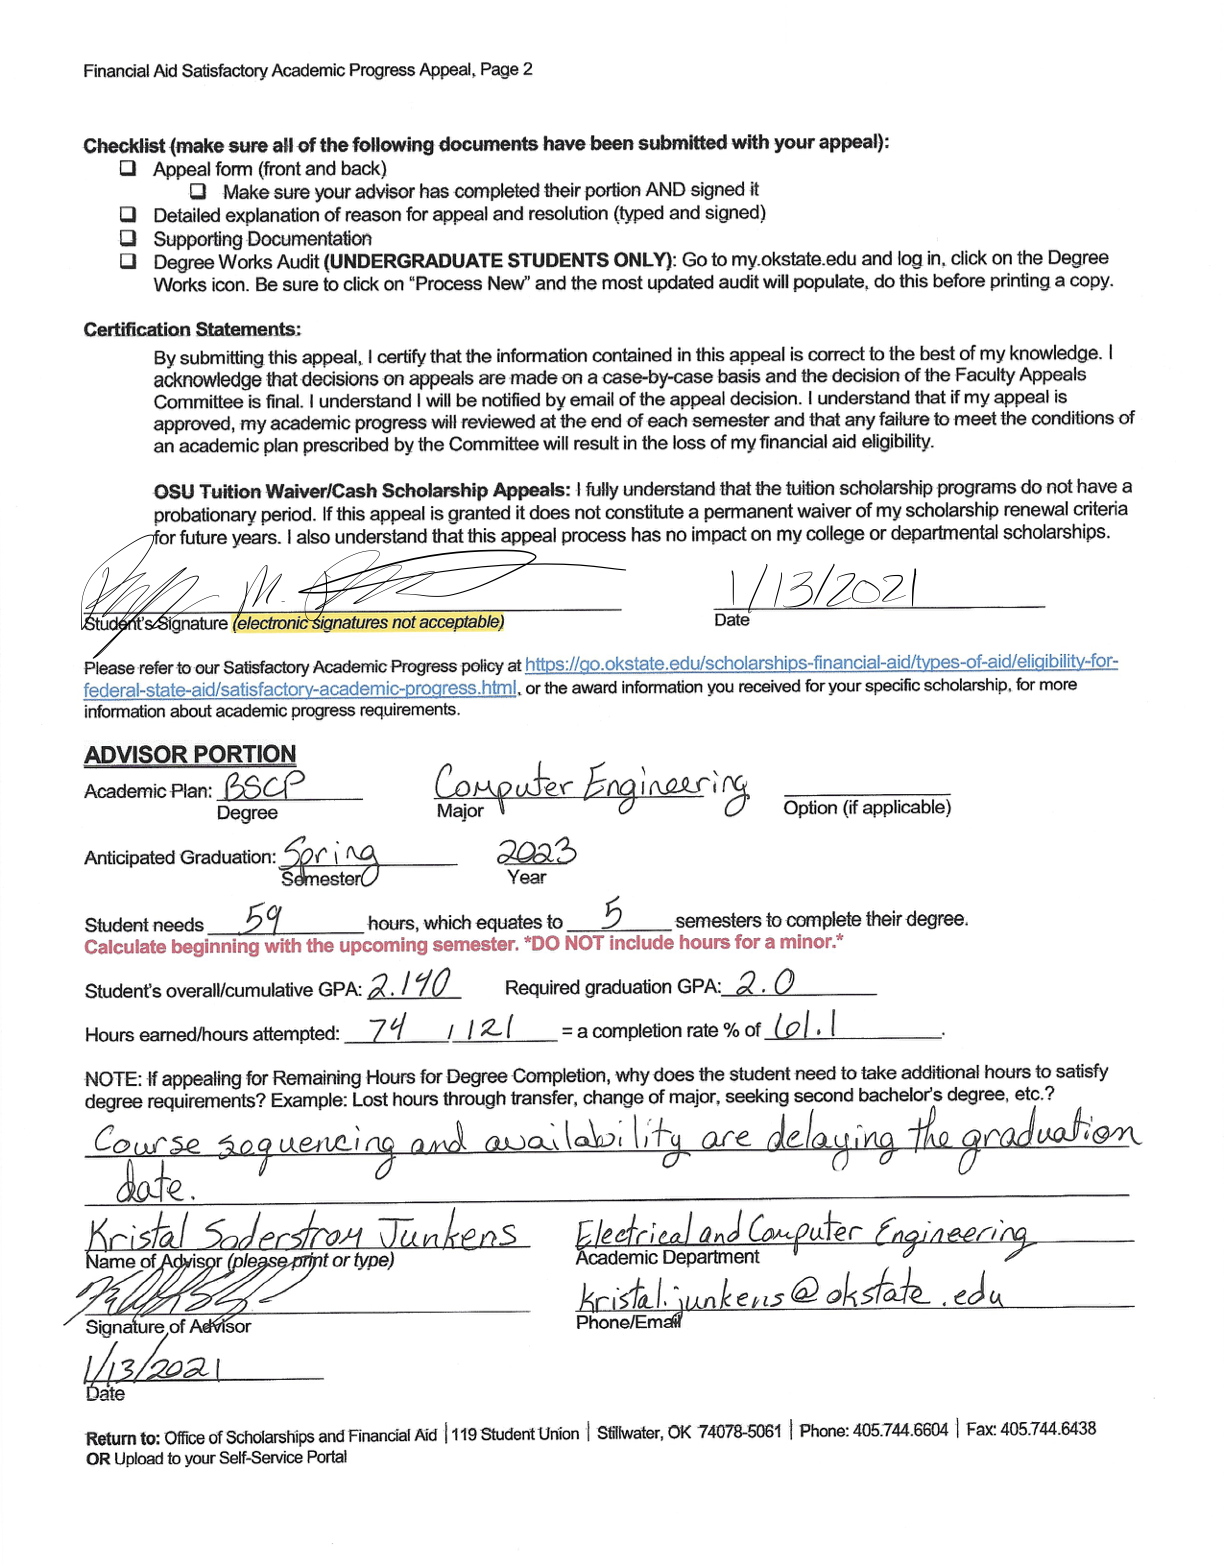 Financial Aid Satisfactory Academic Progress Appeal, Page 2
Checklist (make sure all of the following documents have been submitted with your appeal):
Appeal form (front and back)
Make sure your advisor has completed their portion AND signed it
Detailed explanation of reason for appeal and resolution (typed and signed)
Supporting Documentation
Degree Works Audit (UNDERGRADUATE STUDENTS ONLY): Go to my.okstate.edu and log in, click on the Degree
Works icon. Be sure to click on “Process New” and the most updated audit will populate, do this before printing a copy.
Certification Statements:
By submitting this appeal, I certify that the information contained in this appeal is correct to the best of my knowledge. I
acknowledge that decisions on appeals are made on a case-by-case basis and the decision of the Faculty Appeals
Committee is final. I understand I will be notified by email of the appeal decision. I understand that if my appeal is
approved, my academic progress will reviewed at the end of each semester and that any failure to meet the conditions of
an academic plan prescribed by the Committee will result in the loss of my financial aid eligibility.
OSU Tuition Waiver/Cash Scholarship Appeals: I fully understand that the tuition scholarship programs do not have a
probationary period. If this appeal is granted it does not constitute a permanent waiver of my scholarship renewal criteria
for future years. I also understand that this appeal process has no impact on my college or departmental scholarships.
M. 1/13/2021
Student's Signature (electronic signatures not acceptable) Date
Please refer to our Satisfactory Academic Progress policy at https://go.okstate.edu/scholarships-financial-aid/types-of-aid/eligibility-for-
federal-state-aid/satisfactory-academic-progress.html, or the award information you received for your specific scholarship, for more
information about academic progress requirements.
ADVISOR PORTION
Academic Plan: BSCP Computer Engineering
Degree Major Option (if applicable)
Anticipated Graduation: Spring 2023
Semester Year
Student needs 59 hours, which equates to 5 semesters to complete their degree.
Calculate beginning with the upcoming semester. *DO NOT include hours for a minor.*
Student's overall/cumulative GPA: 2.140 Required graduation GPA: 2.0
Hours earned/hours attempted: 74 / 121 = a completion rate % of 61.1.
NOTE: If appealing for Remaining Hours for Degree Completion, why does the student need to take additional hours to satisfy
degree requirements? Example: Lost hours through transfer, change of major, seeking second bachelor's degree, etc.?
Course sequencing and availability are delaying the graduation
date.
Kristal Soderstrom Junkens Electrical and Computer Engineering
Name of Advisor (please print or type) Academic Department
kristal.junkens@okstate.edu
Signature of Advisor Phone/Email
1/13/2021
Date
Return to: Office of Scholarships and Financial Aid | 119 Student Union | Stillwater, OK 74078-5061 | Phone: 405.744.6604 | Fax: 405.744.6438
OR Upload to your Self-Service Portal